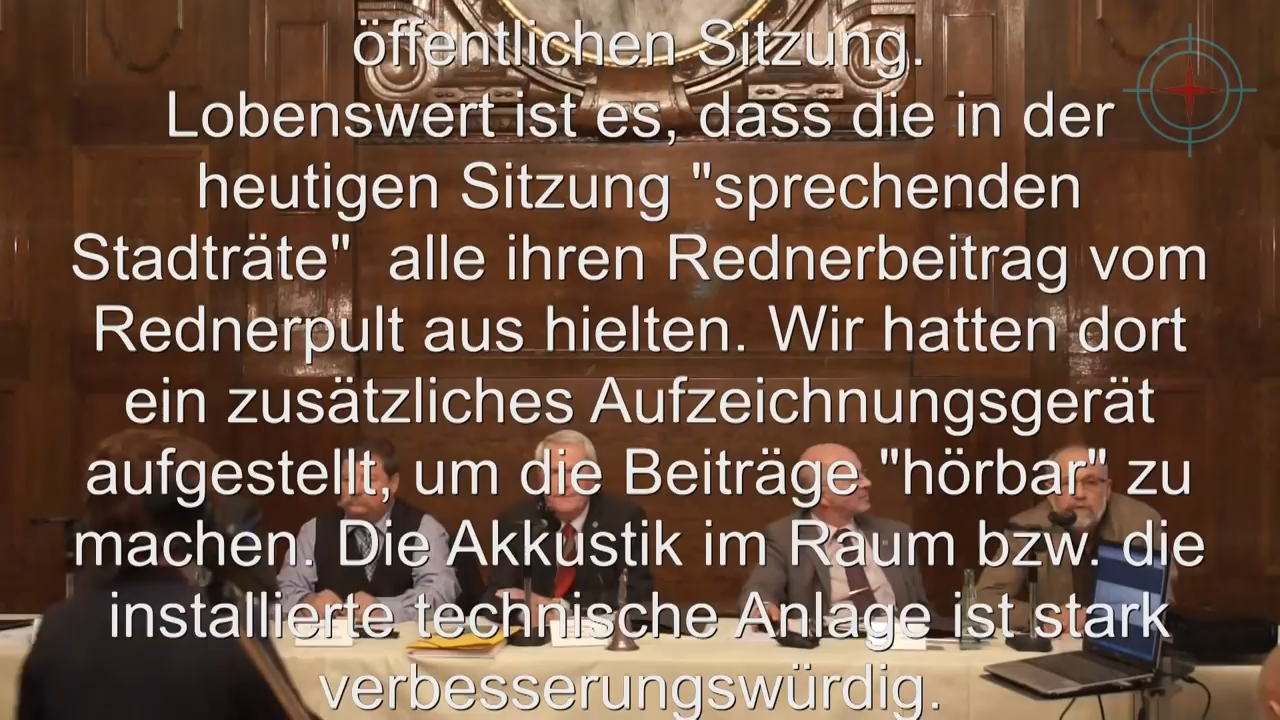 öffentlichen Sitzung.
Lobenswert ist es, dass die in der
heutigen Sitzung "sprechenden
Stadträte"  alle ihren Rednerbeitrag vom
Rednerpult aus hielten. Wir hatten dort
ein zusätzliches Aufzeichnungsgerät
aufgestellt, um die Beiträge "hörbar" zu
machen. Die Akkustik im Raum bzw. die
installierte technische Anlage ist stark
verbesserungswürdig.